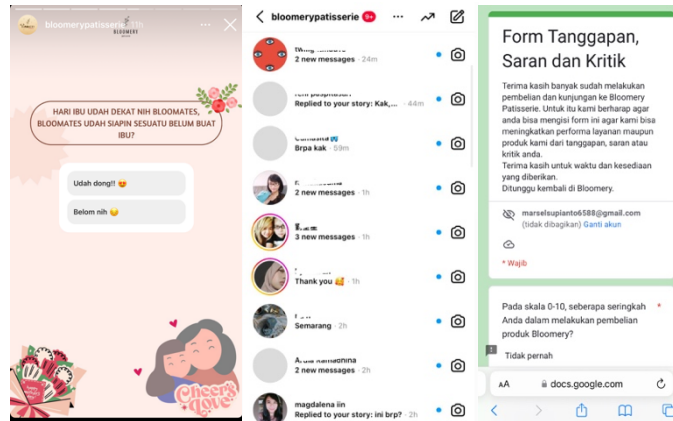 bloomerypatisserie 11h
BLOOMERY
HARI IBU UDAH DEKAT NIH BLOOMATES,
BLOOMATES UDAH SIAPIN SESUATU BELUM BUAT
IBU?
Udah dong!! 😍
Belom nih 😔
Happy Mother's Day
Cheers Love
bloomerypatisserie 9+
2 new messages · 24m
Replied to your story: Kak,... · 44m
Brpa kak · 59m
2 new messages · 1h
3 new messages · 1h
Thank you 🥰 · 1h
Semarang · 2h
2 new messages · 2h
magdalena iin
Replied to your story: ini brp? · 2h
Form Tanggapan,
Saran dan Kritik
Terima kasih banyak sudah melakukan
pembelian dan kunjungan ke Bloomery
Patisserie. Untuk itu kami berharap agar
anda bisa mengisi form ini agar kami bisa
meningkatkan performa layanan maupun
produk kami dari tanggapan, saran atau
kritik anda.
Terima kasih untuk waktu dan kesediaan
yang diberikan.
Ditunggu kembali di Bloomery.
marselsupianto6588@gmail.com
(tidak dibagikan) Ganti akun
* Wajib
Pada skala 0-10, seberapa seringkah *
Anda dalam melakukan pembelian
produk Bloomery?
Tidak pernah
AA docs.google.com